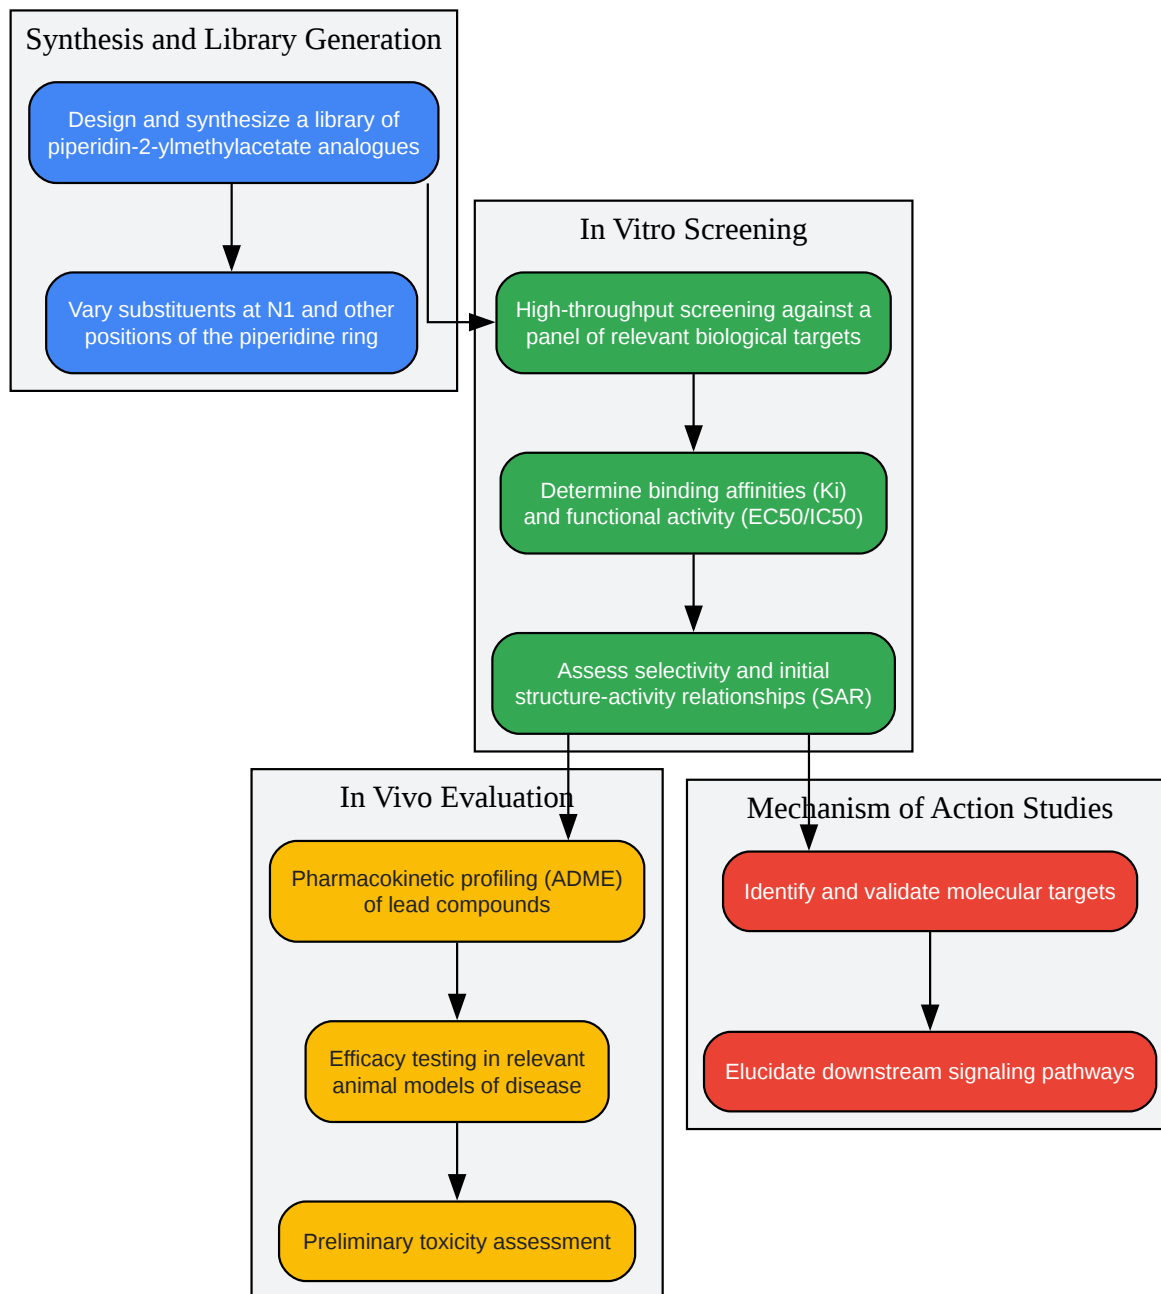 Synthesis and Library Generation
Design and synthesize a library of
piperidin-2-ylmethylacetate analogues
Vary substituents at N1 and other
positions of the piperidine ring
In Vitro Screening
High-throughput screening against a
panel of relevant biological targets
Determine binding affinities (Ki)
and functional activity (EC50/IC50)
Assess selectivity and initial
structure-activity relationships (SAR)
In Vivo Evaluation
Pharmacokinetic profiling (ADME)
of lead compounds
Efficacy testing in relevant
animal models of disease
Preliminary toxicity assessment
Mechanism of Action Studies
Identify and validate molecular targets
Elucidate downstream signaling pathways